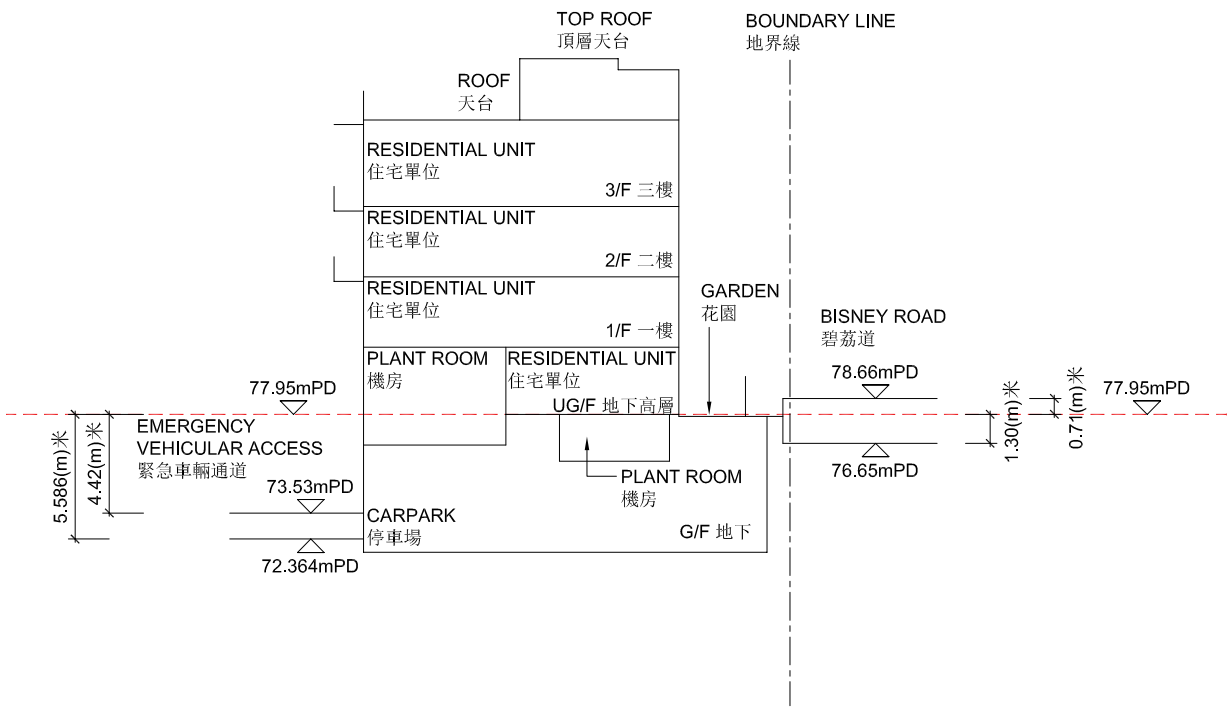 TOP ROOF
頂層天台
BOUNDARY LINE
地界線
ROOF
天台
RESIDENTIAL UNIT
住宅單位
3/F 三樓
RESIDENTIAL UNIT
住宅單位
2/F 二樓
RESIDENTIAL UNIT
住宅單位
1/F 一樓
GARDEN
花園
BISNEY ROAD
碧荔道
PLANT ROOM
機房
RESIDENTIAL UNIT
住宅單位
UG/F 地下高層
77.95mPD
78.66mPD
77.95mPD
76.65mPD
1.30(m)米
0.71(m)米
EMERGENCY
VEHICULAR ACCESS
緊急車輛通道
5.586(m)米
4.42(m)米
73.53mPD
72.364mPD
PLANT ROOM
機房
CARPARK
停車場
G/F 地下